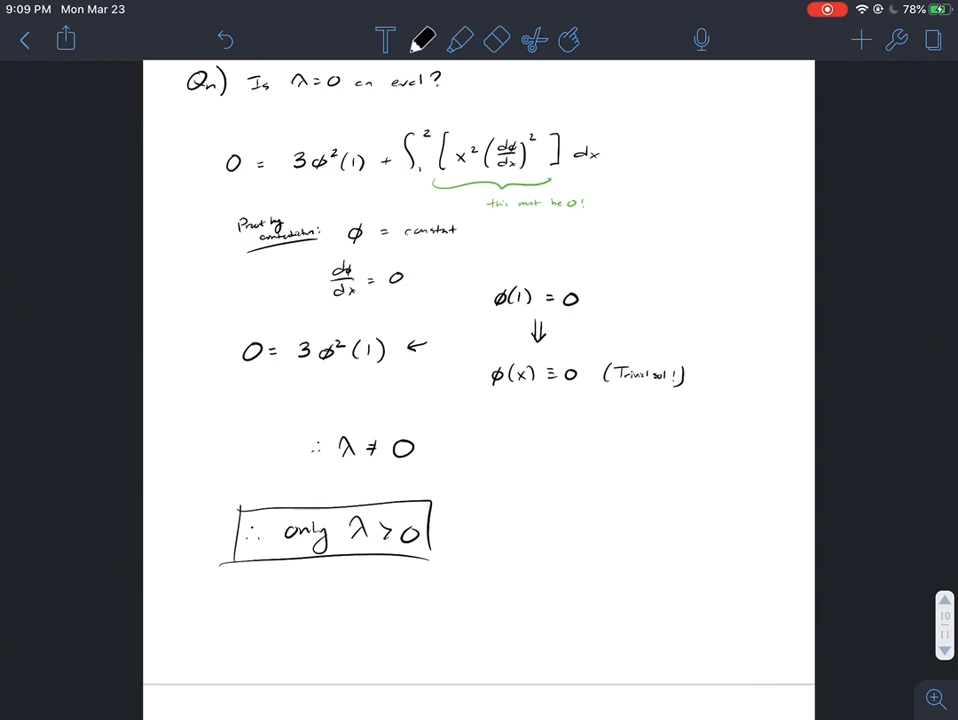 9:09 PM Mon Mar 23
78%
T
Qn) Is λ=0 an eval?
0 = 3ϕ²(1) + ∫₁² [x² (dϕ/dx)²] dx
this must be 0!
Proof by contradiction: ϕ = constant
dϕ/dx = 0
ϕ(1) = 0
⇓
0 = 3ϕ²(1) ←
ϕ(x) ≡ 0 (Trivial sol!)
∴ λ ≠ 0
∴ only λ > 0
10
11